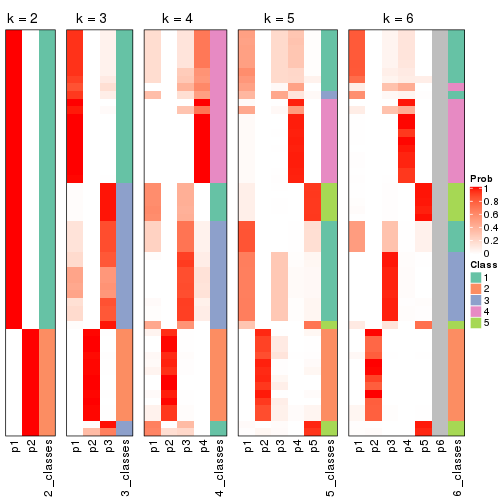 k = 2
k = 3
k = 4
k = 5
k = 6
Prob
1
0.8
0.6
0.4
0.2
0
Class
1
2
3
4
5
p1
p2
2_classes
p1
p2
p3
3_classes
p1
p2
p3
p4
4_classes
p1
p2
p3
p4
p5
5_classes
p1
p2
p3
p4
p5
p6
6_classes